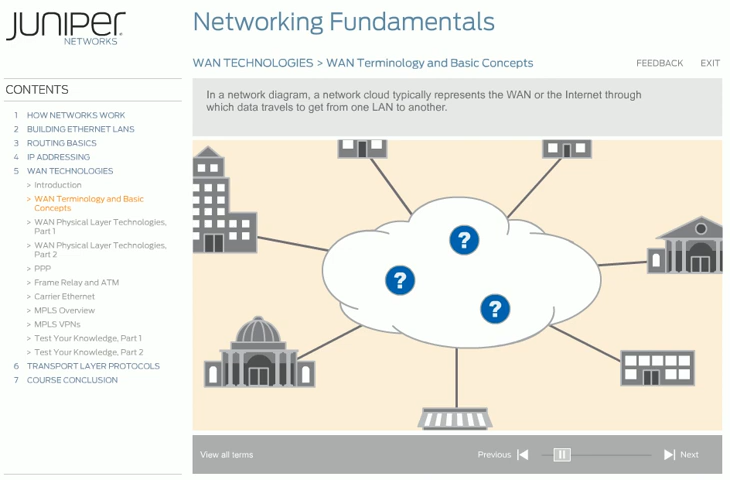 JUNIPER
NETWORKS
Networking Fundamentals
WAN TECHNOLOGIES > WAN Terminology and Basic Concepts
FEEDBACK EXIT
CONTENTS
1 HOW NETWORKS WORK
2 BUILDING ETHERNET LANS
3 ROUTING BASICS
4 IP ADDRESSING
5 WAN TECHNOLOGIES
> Introduction
> WAN Terminology and Basic
Concepts
> WAN Physical Layer Technologies,
Part 1
> WAN Physical Layer Technologies,
Part 2
> PPP
> Frame Relay and ATM
> Carrier Ethernet
> MPLS Overview
> MPLS VPNs
> Test Your Knowledge, Part 1
> Test Your Knowledge, Part 2
6 TRANSPORT LAYER PROTOCOLS
7 COURSE CONCLUSION
In a network diagram, a network cloud typically represents the WAN or the Internet through
which data travels to get from one LAN to another.
?
?
?
View all terms
Previous
Next